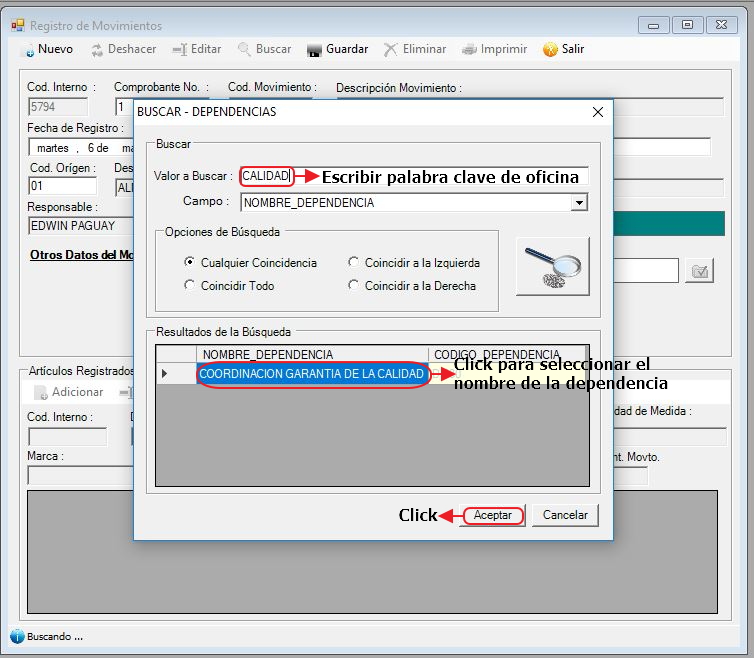 Registro de Movimientos
Nuevo Deshacer Editar Buscar Guardar Eliminar Imprimir Salir
Cod. Interno : Comprobante No. : Cod. Movimiento : Descripción Movimiento :
5794 1
BUSCAR - DEPENDENCIAS
Fecha de Registro :
martes , 6 de
Buscar
Cod. Orígen :
01
Valor a Buscar : CALIDAD Escribir palabra clave de oficina
Campo : NOMBRE_DEPENDENCIA
Responsable :
EDWIN PAGUAY
Otros Datos del Mo
Opciones de Búsqueda
Cualquier Coincidencia Coincidir a la Izquierda
Coincidir Todo Coincidir a la Derecha
Resultados de la Búsqueda
NOMBRE_DEPENDENCIA CODIGO_DEPENDENCIA
COORDINACION GARANTIA DE LA CALIDAD
Click para seleccionar el
nombre de la dependencia
Artículos Registrados
Adicionar
Cod. Interno : dad de Medida :
Marca : nt. Movto.
Click Aceptar Cancelar
Buscando ...